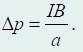 Δp = IB/a.